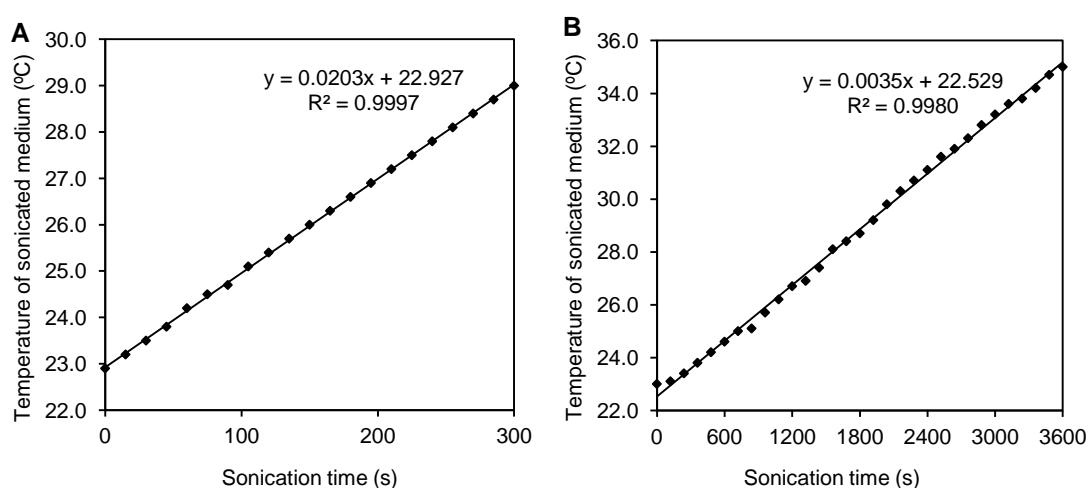 A
Temperature of sonicated medium (ºC)
30.0
29.0
28.0
27.0
26.0
25.0
24.0
23.0
22.0
y = 0.0203x + 22.927
R² = 0.9997
0 100 200 300
Sonication time (s)
B
Temperature of sonicated medium (ºC)
36.0
34.0
32.0
30.0
28.0
26.0
24.0
22.0
y = 0.0035x + 22.529
R² = 0.9980
0 600 1200 1800 2400 3000 3600
Sonication time (s)